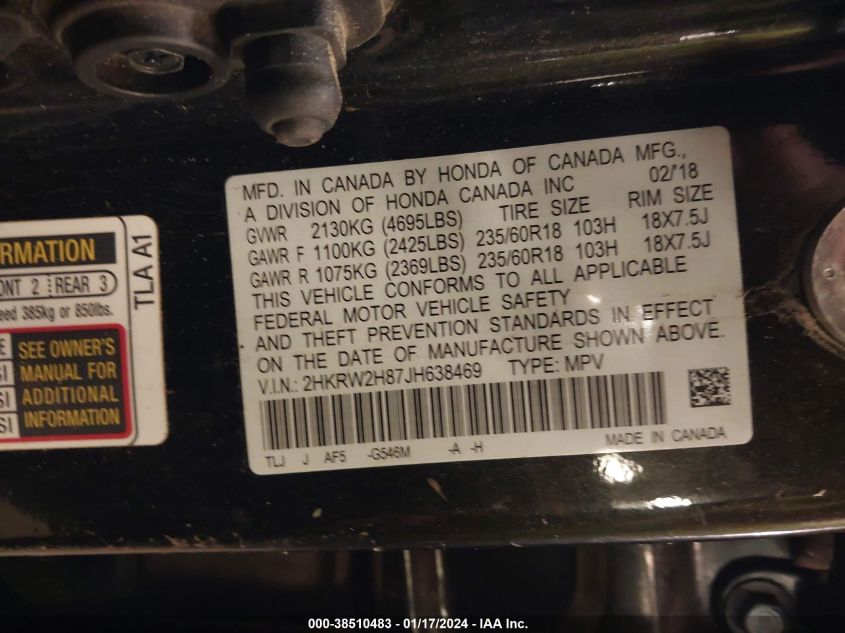 MFD. IN CANADA BY HONDA OF CANADA MFG.,
A DIVISION OF HONDA CANADA INC 02/'18
GVWR 2130KG (4695LBS) TIRE SIZE RIM SIZE
GAWR F 1100KG (2425LBS) 235/60R18 103H 18X7.5J
GAWR R 1075KG (2369LBS) 235/60R18 103H 18X7.5J
THIS VEHICLE CONFORMS TO ALL APPLICABLE
FEDERAL MOTOR VEHICLE SAFETY
AND THEFT PREVENTION STANDARDS IN EFFECT
ON THE DATE OF MANUFACTURE SHOWN ABOVE.
V.I.N.: 2HKRW2H87JH638469 TYPE: MPV
TLJ J AF5 -G546M -A -H MADE IN CANADA
RMATION
ONT 2 REAR 3
eed 385kg or 850lbs.
SEE OWNER'S
MANUAL FOR
ADDITIONAL
INFORMATION
E
SI
SI
SI
TLA A1
000-38510483 - 01/17/2024 - IAA Inc.